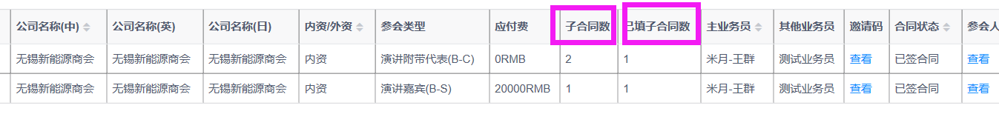 公司名称(中) 公司名称(英) 公司名称(日) 内资/外资 参会类型 应付费 子合同数 已填子合同数 主业务员 其他业务员 邀请码 合同状态 参会人
无锡新能源商会 无锡新能源商会 无锡新能源商会 内资 演讲附带代表(B-C) 0RMB 2 1 米月-王群 测试业务员 查看 已签合同 查看
无锡新能源商会 无锡新能源商会 无锡新能源商会 内资 演讲嘉宾(B-S) 20000RMB 1 1 米月-王群 测试业务员 查看 已签合同 查看